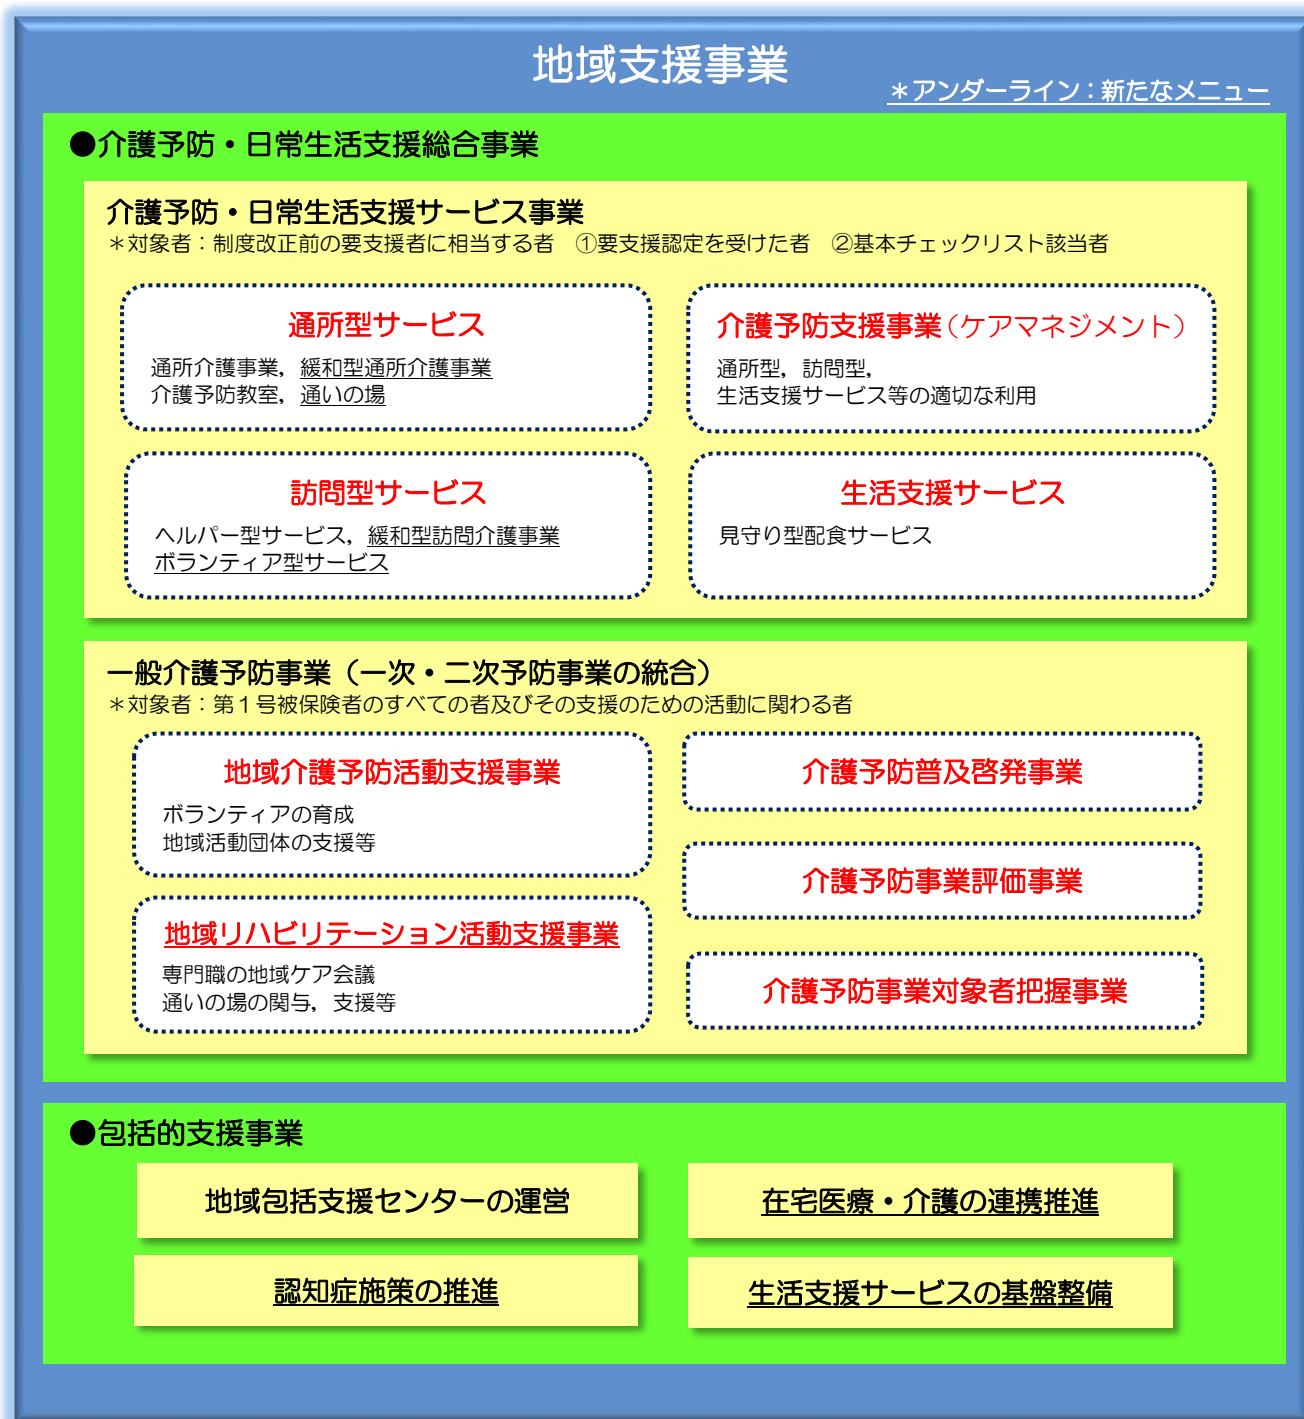 地域支援事業
＊アンダーライン：新たなメニュー
●介護予防・日常生活支援総合事業
介護予防・日常生活支援サービス事業
＊対象者：制度改正前の要支援者に相当する者　①要支援認定を受けた者　②基本チェックリスト該当者
通所型サービス
通所介護事業，緩和型通所介護事業
介護予防教室，通いの場
介護予防支援事業（ケアマネジメント）
通所型，訪問型，
生活支援サービス等の適切な利用
訪問型サービス
ヘルパー型サービス，緩和型訪問介護事業
ボランティア型サービス
生活支援サービス
見守り型配食サービス
一般介護予防事業（一次・二次予防事業の統合）
＊対象者：第１号被保険者のすべての者及びその支援のための活動に関わる者
地域介護予防活動支援事業
ボランティアの育成
地域活動団体の支援等
地域リハビリテーション活動支援事業
専門職の地域ケア会議
通いの場の関与，支援等
介護予防普及啓発事業
介護予防事業評価事業
介護予防事業対象者把握事業
●包括的支援事業
地域包括支援センターの運営
在宅医療・介護の連携推進
認知症施策の推進
生活支援サービスの基盤整備